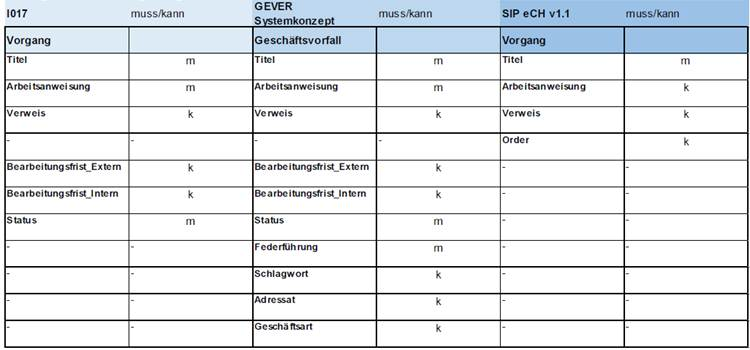 I017 muss/kann GEVER Systemkonzept muss/kann SIP eCH v1.1 muss/kann
Vorgang Geschäftsvorfall Vorgang
Titel m Titel m Titel m
Arbeitsanweisung m Arbeitsanweisung m Arbeitsanweisung k
Verweis k Verweis k Verweis k
- - - - Order k
Bearbeitungsfrist_Extern k Bearbeitungsfrist_Extern k - -
Bearbeitungsfrist_Intern k Bearbeitungsfrist_Intern k - -
Status m Status m - -
- - Federführung m - -
- - Schlagwort k - -
- - Adressat k - -
- - Geschäftsart k - -